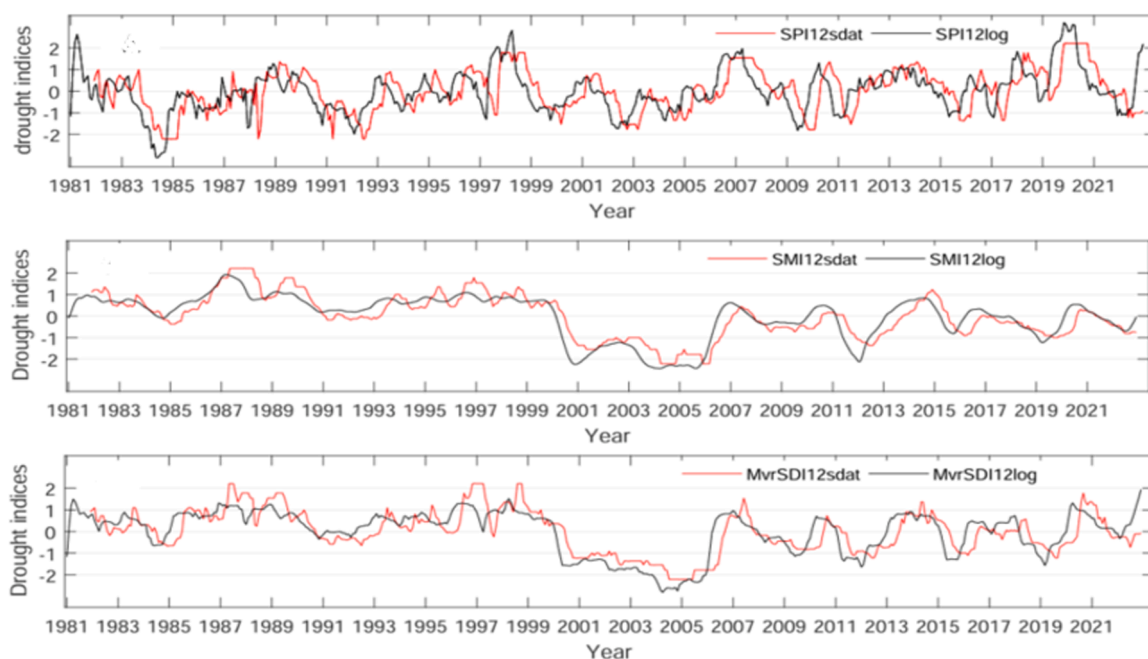 SPI12sdat SPI12log
drought indices
2
1
0
-1
-2
1981 1983 1985 1987 1989 1991 1993 1995 1997 1999 2001 2003 2005 2007 2009 2011 2013 2015 2017 2019 2021
Year
SMI12sdat SMI12log
Drought indices
2
1
0
-1
-2
1981 1983 1985 1987 1989 1991 1993 1995 1997 1999 2001 2003 2005 2007 2009 2011 2013 2015 2017 2019 2021
Year
MvrSDI12sdat MvrSDI12log
Drought indices
2
1
0
-1
-2
1981 1983 1985 1987 1989 1991 1993 1995 1997 1999 2001 2003 2005 2007 2009 2011 2013 2015 2017 2019 2021
Year